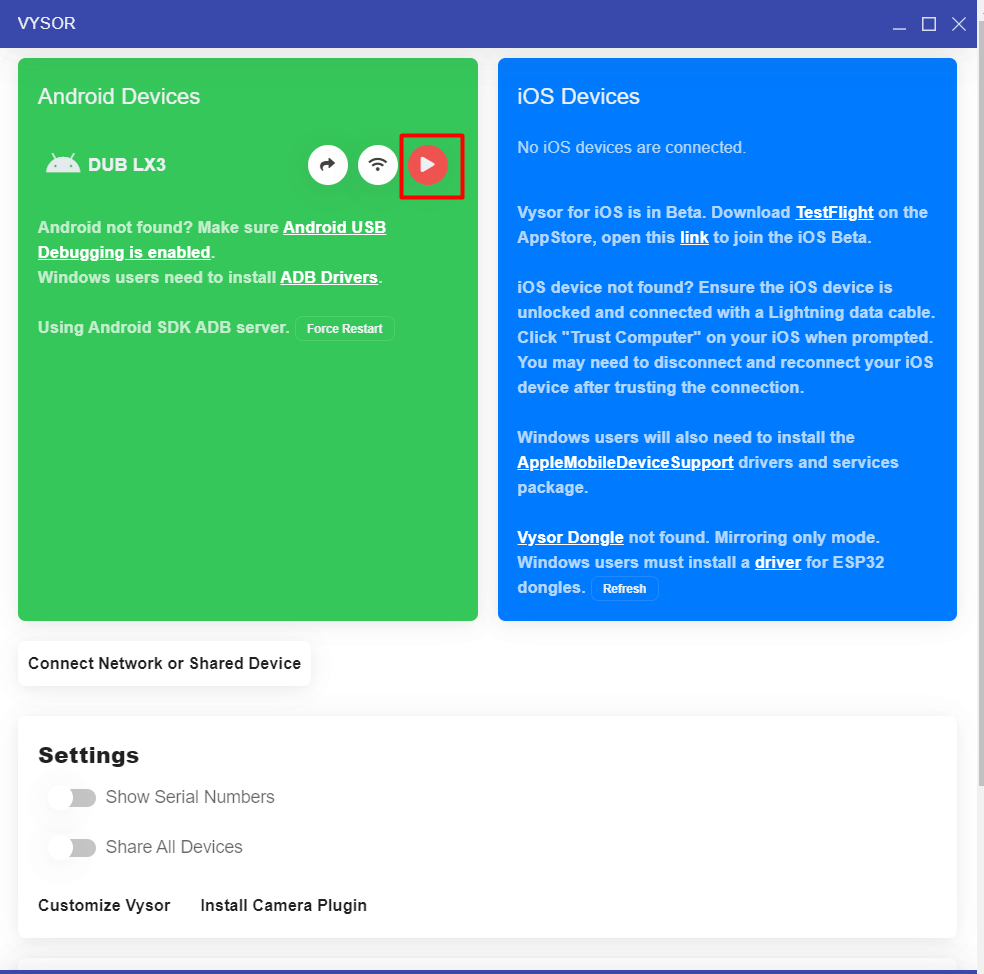 VYSOR
Android Devices
DUB LX3
Android not found? Make sure Android USB
Debugging is enabled.
Windows users need to install ADB Drivers.
Using Android SDK ADB server. Force Restart
iOS Devices
No iOS devices are connected.
Vysor for iOS is in Beta. Download TestFlight on the
AppStore, open this link to join the iOS Beta.
iOS device not found? Ensure the iOS device is
unlocked and connected with a Lightning data cable.
Click "Trust Computer" on your iOS when prompted.
You may need to disconnect and reconnect your iOS
device after trusting the connection.
Windows users will also need to install the
AppleMobileDeviceSupport drivers and services
package.
Vysor Dongle not found. Mirroring only mode.
Windows users must install a driver for ESP32
dongles. Refresh
Connect Network or Shared Device
Settings
Show Serial Numbers
Share All Devices
Customize Vysor Install Camera Plugin